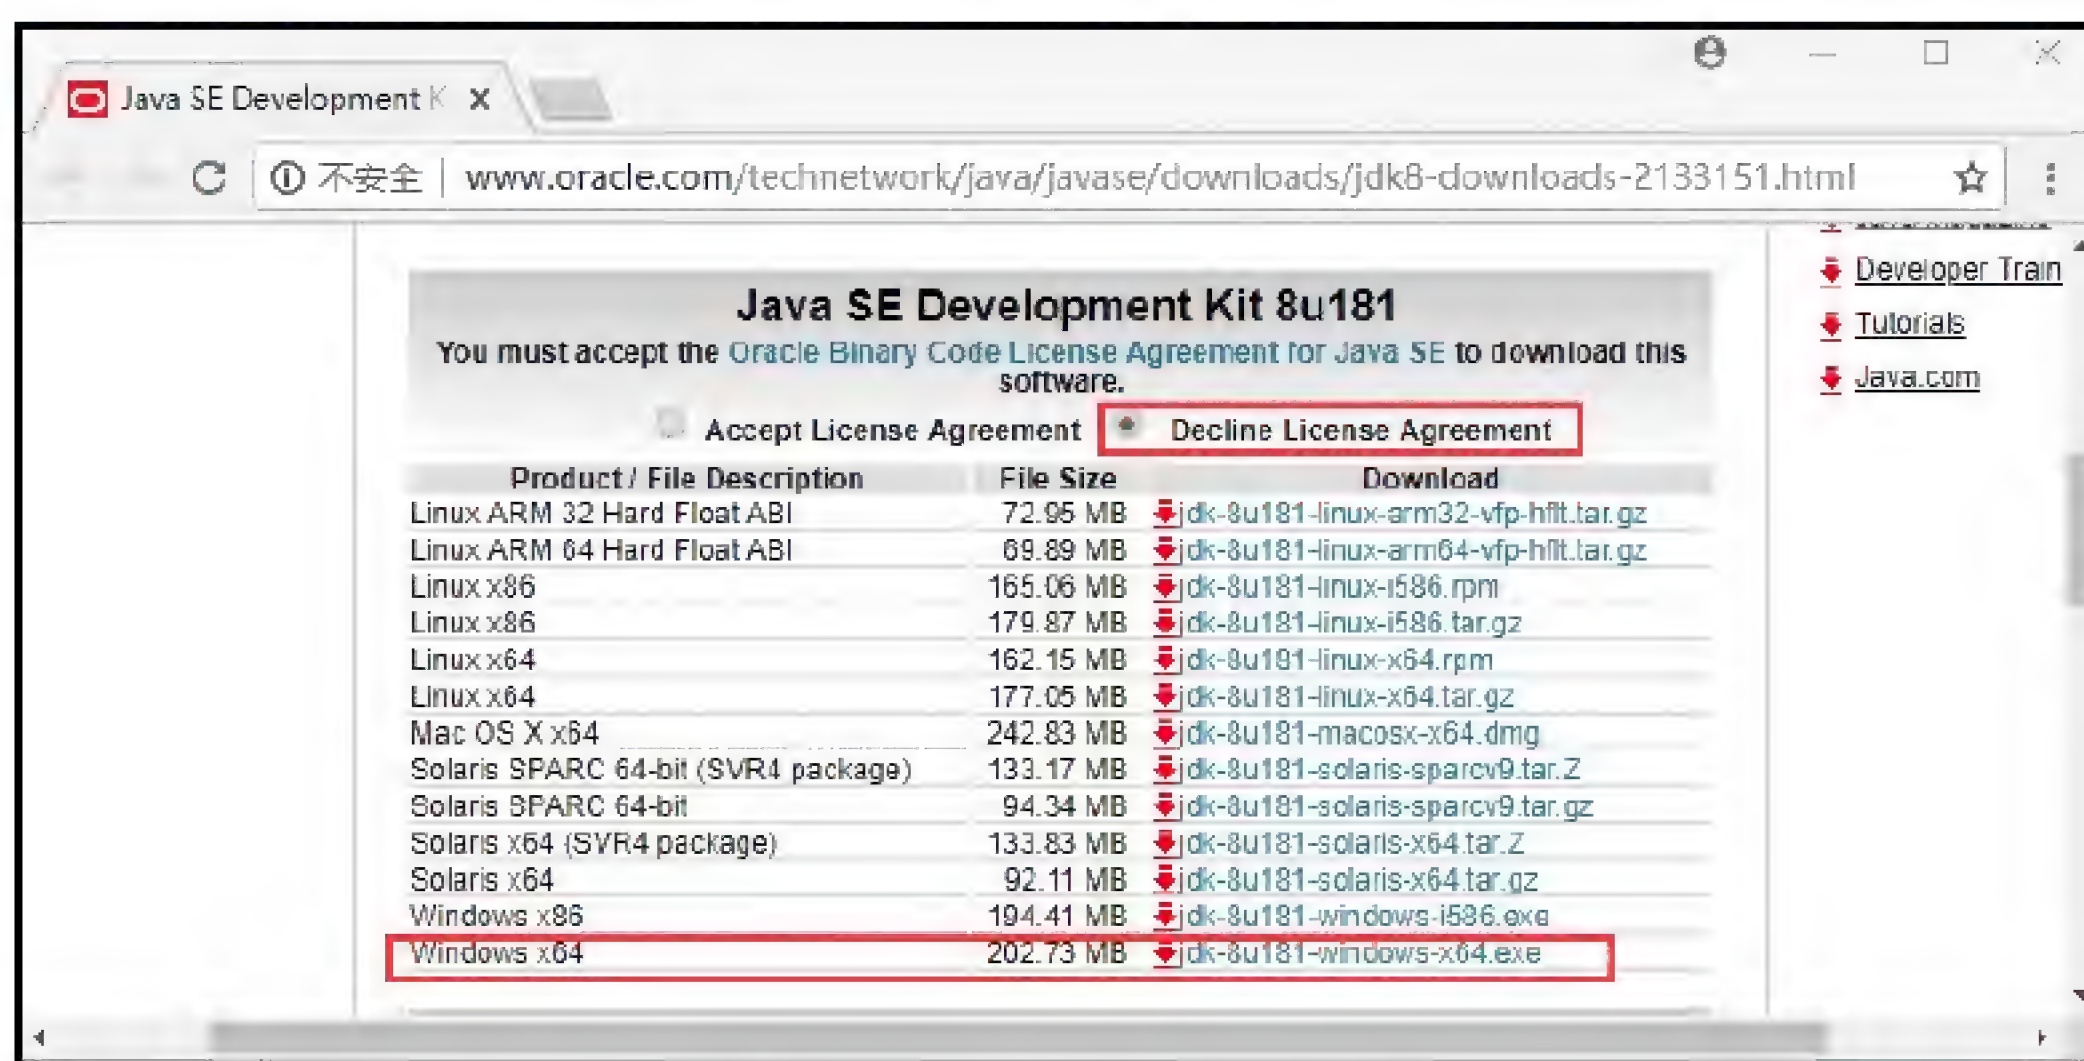 Java SE Development K
不安全 | www.oracle.com/technetwork/java/javase/downloads/jdk8-downloads-2133151.html
Developer Train
Tutorials
Java.com
Java SE Development Kit 8u181
You must accept the Oracle Binary Code License Agreement for Java SE to download this
software.
Accept License Agreement Decline License Agreement
Product / File Description File Size Download
Linux ARM 32 Hard Float ABI 72.95 MB jdk-8u181-linux-arm32-vfp-hflt.tar.gz
Linux ARM 64 Hard Float ABI 69.89 MB jdk-8u181-linux-arm64-vfp-hflt.tar.gz
Linux x86 165.06 MB jdk-8u181-linux-i586.rpm
Linux x86 179.87 MB jdk-8u181-linux-i586.tar.gz
Linux x64 162.15 MB jdk-8u181-linux-x64.rpm
Linux x64 177.05 MB jdk-8u181-linux-x64.tar.gz
Mac OS X x64 242.83 MB jdk-8u181-macosx-x64.dmg
Solaris SPARC 64-bit (SVR4 package) 133.17 MB jdk-8u181-solaris-sparcv9.tar.Z
Solaris SPARC 64-bit 94.34 MB jdk-8u181-solaris-sparcv9.tar.gz
Solaris x64 (SVR4 package) 133.83 MB jdk-8u181-solaris-x64.tar.Z
Solaris x64 92.11 MB jdk-8u181-solaris-x64.tar.gz
Windows x86 194.41 MB jdk-8u181-windows-i586.exe
Windows x64 202.73 MB jdk-8u181-windows-x64.exe